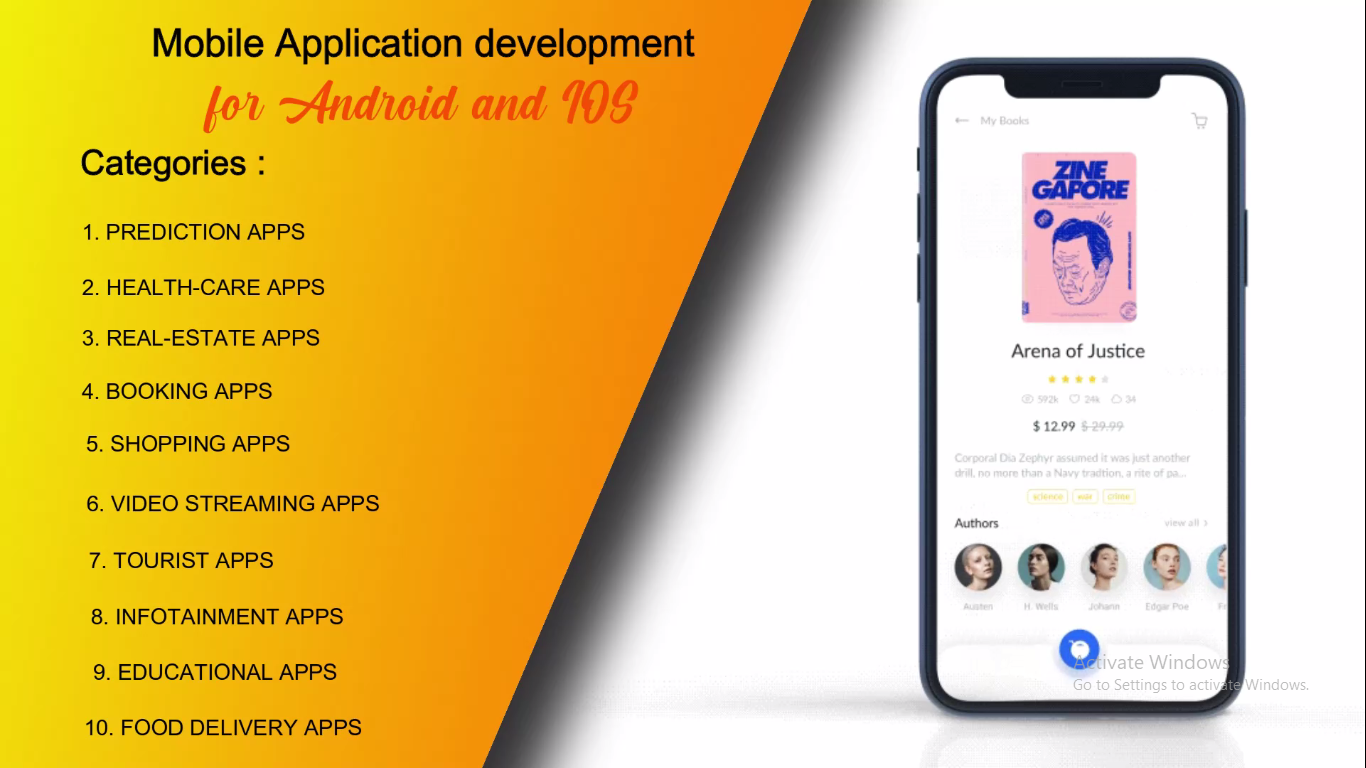 Mobile Application development
for Android and IOS
Categories :
1. PREDICTION APPS
2. HEALTH-CARE APPS
3. REAL-ESTATE APPS
4. BOOKING APPS
5. SHOPPING APPS
6. VIDEO STREAMING APPS
7. TOURIST APPS
8. INFOTAINMENT APPS
9. EDUCATIONAL APPS
10. FOOD DELIVERY APPS
← My Books
ZINE
GAPORE
Arena of Justice
592k 24k 34
$ 12.99 $ 29.99
Corporal Dia Zephyr assumed it was just another
drill, no more than a Navy tradtion, a rite of pa...
science war crime
Authors view all >
Austen H. Wells Johann Edgar Poe
Activate Windows
Go to Settings to activate Windows.